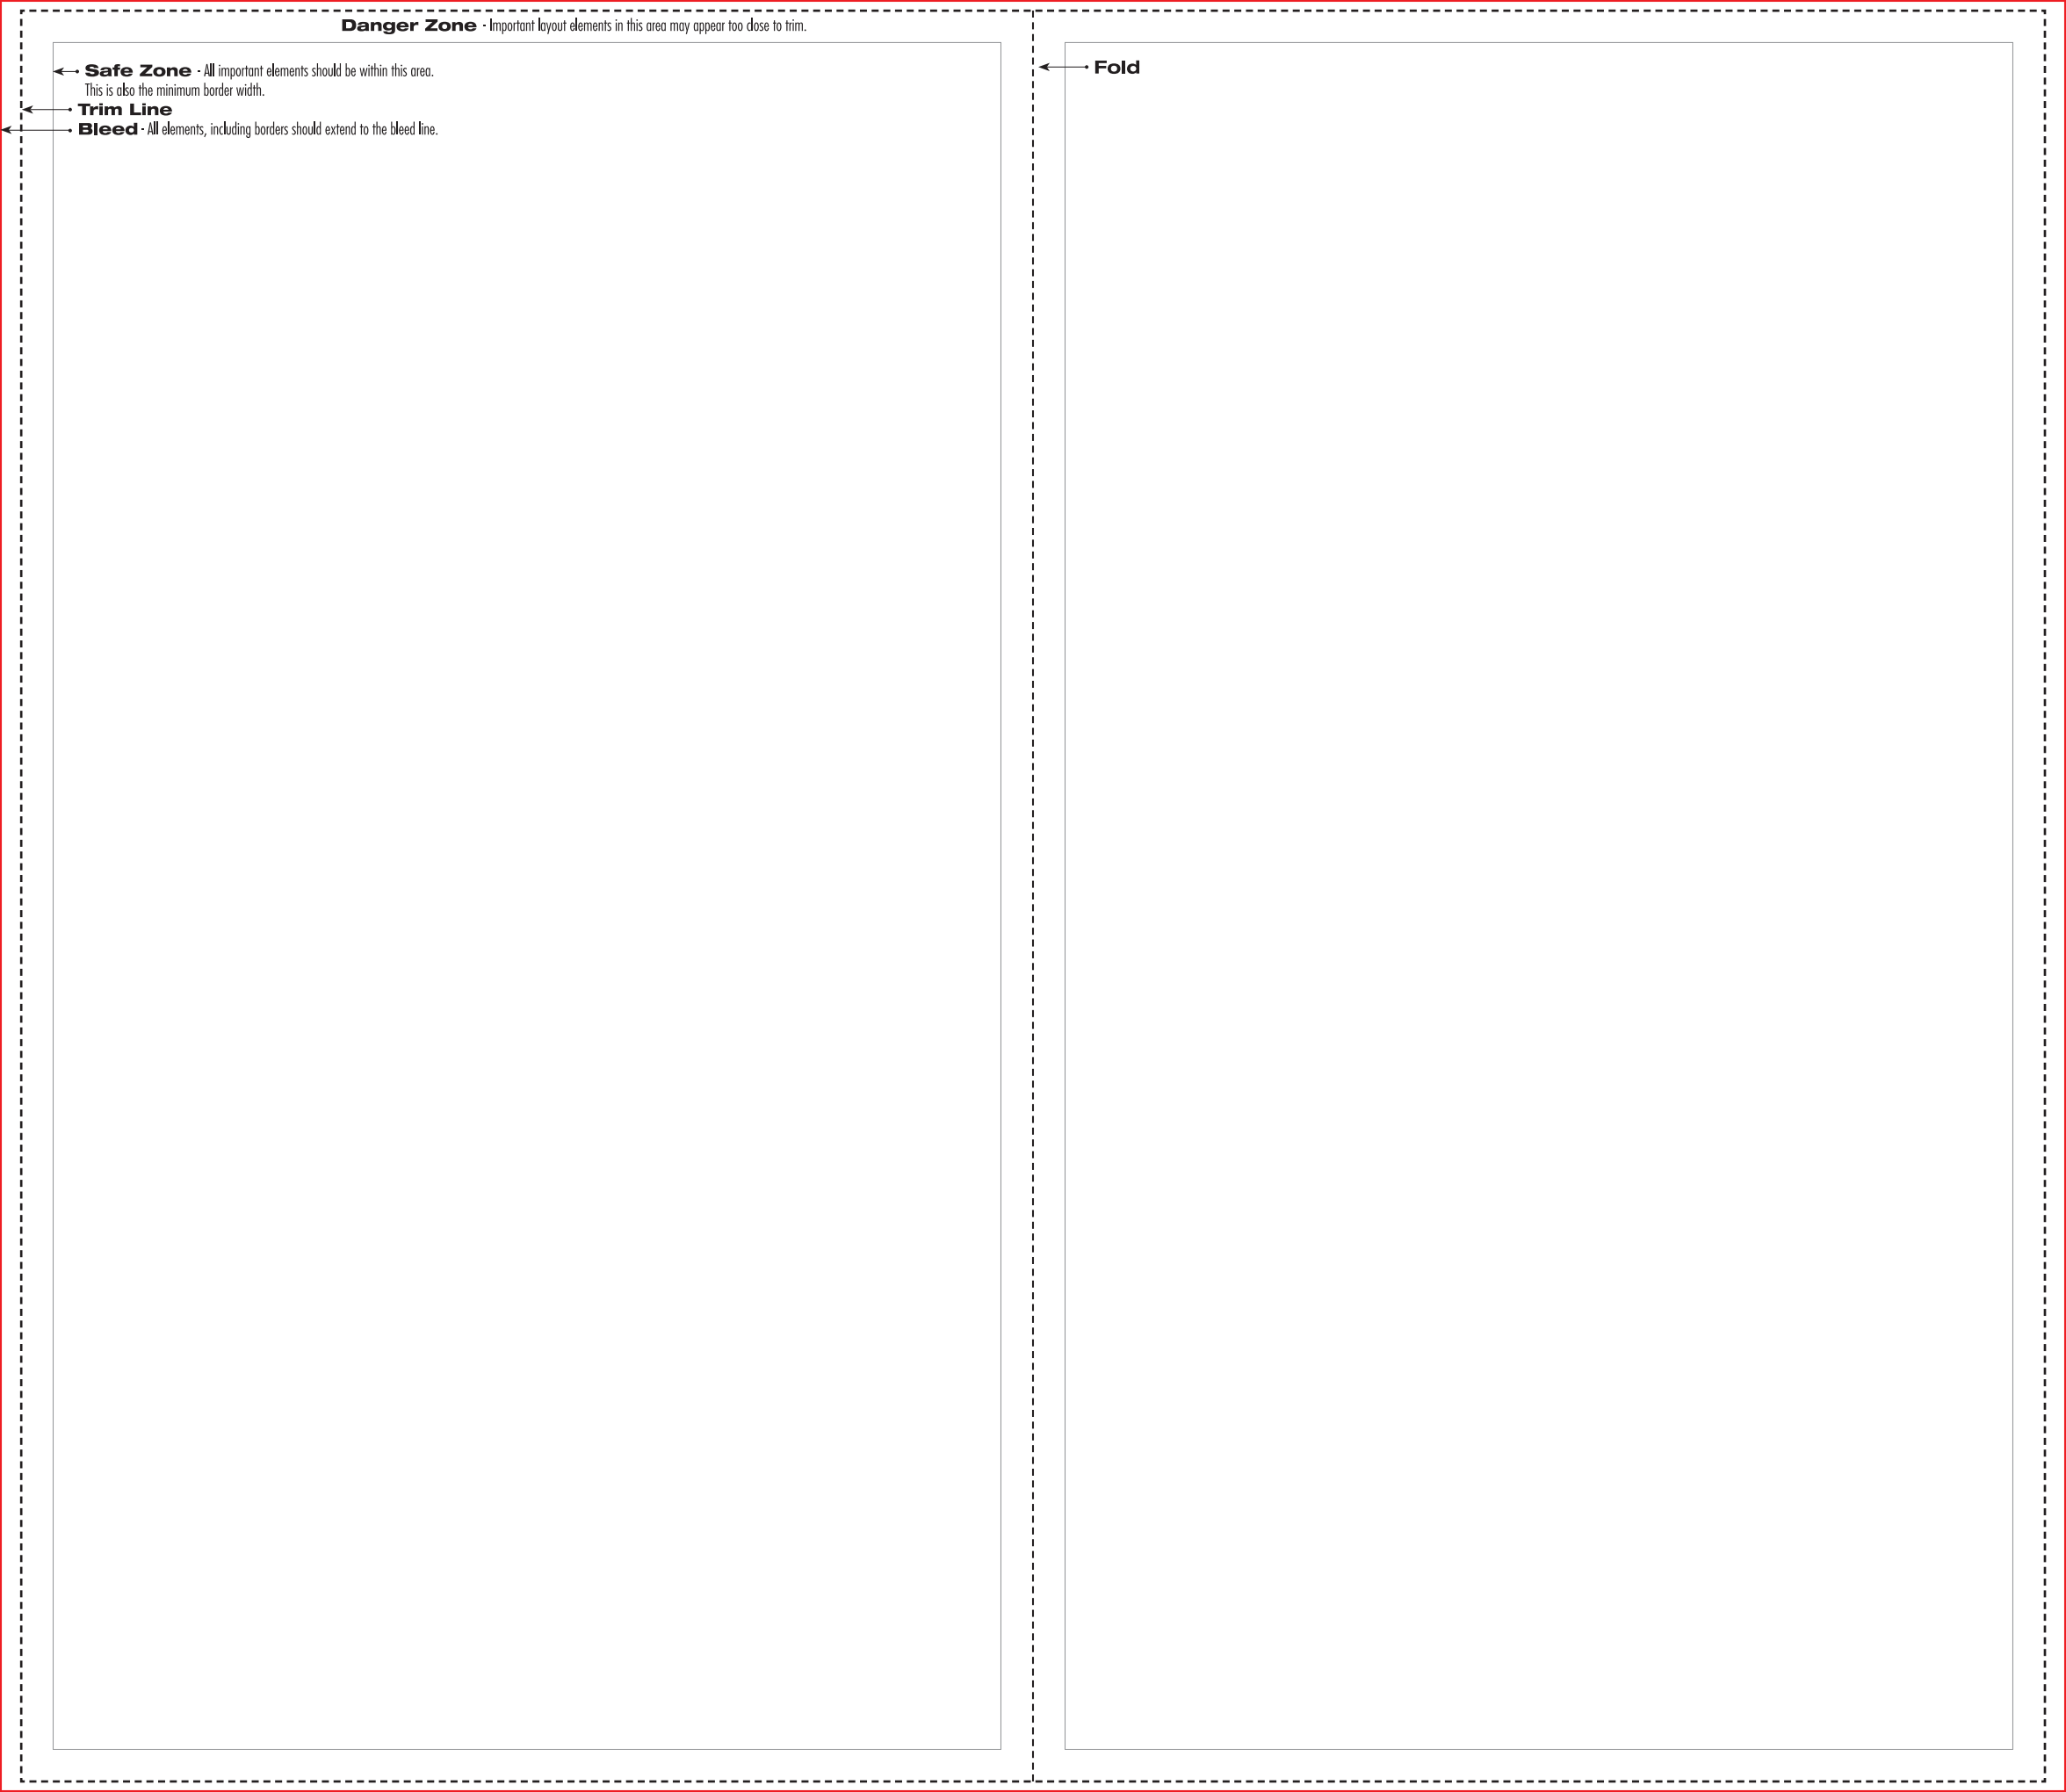 Danger Zone - Important layout elements in this area may appear too close to trim.
Safe Zone - All important elements should be within this area.
This is also the minimum border width.
Trim Line
Bleed - All elements, including borders should extend to the bleed line.
Fold